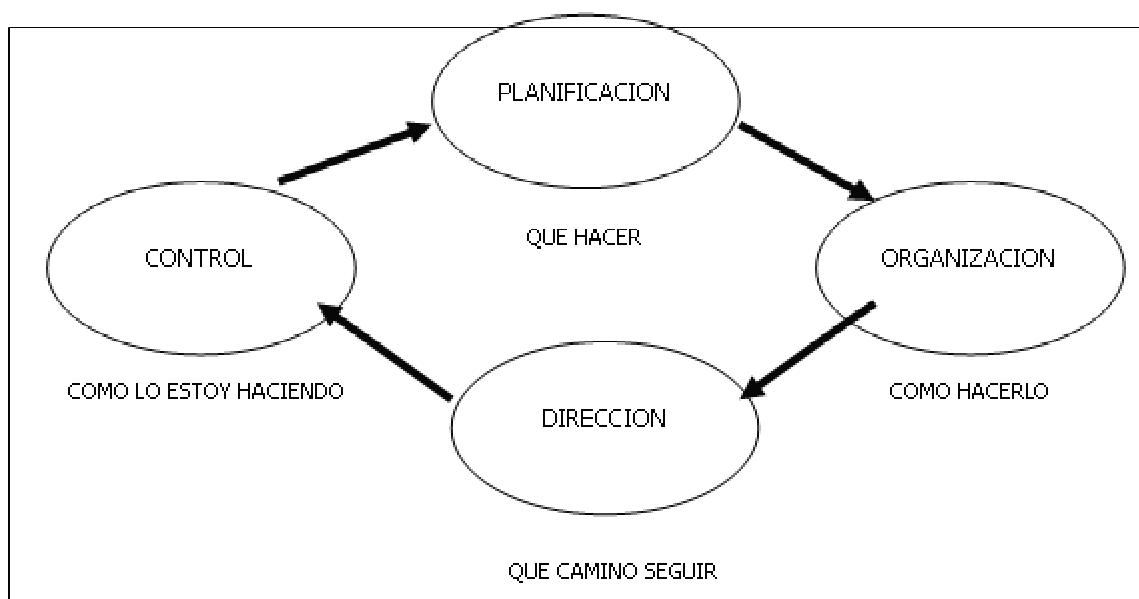 PLANIFICACION
QUE HACER
CONTROL
ORGANIZACION
COMO LO ESTOY HACIENDO
COMO HACERLO
DIRECCION
QUE CAMINO SEGUIR